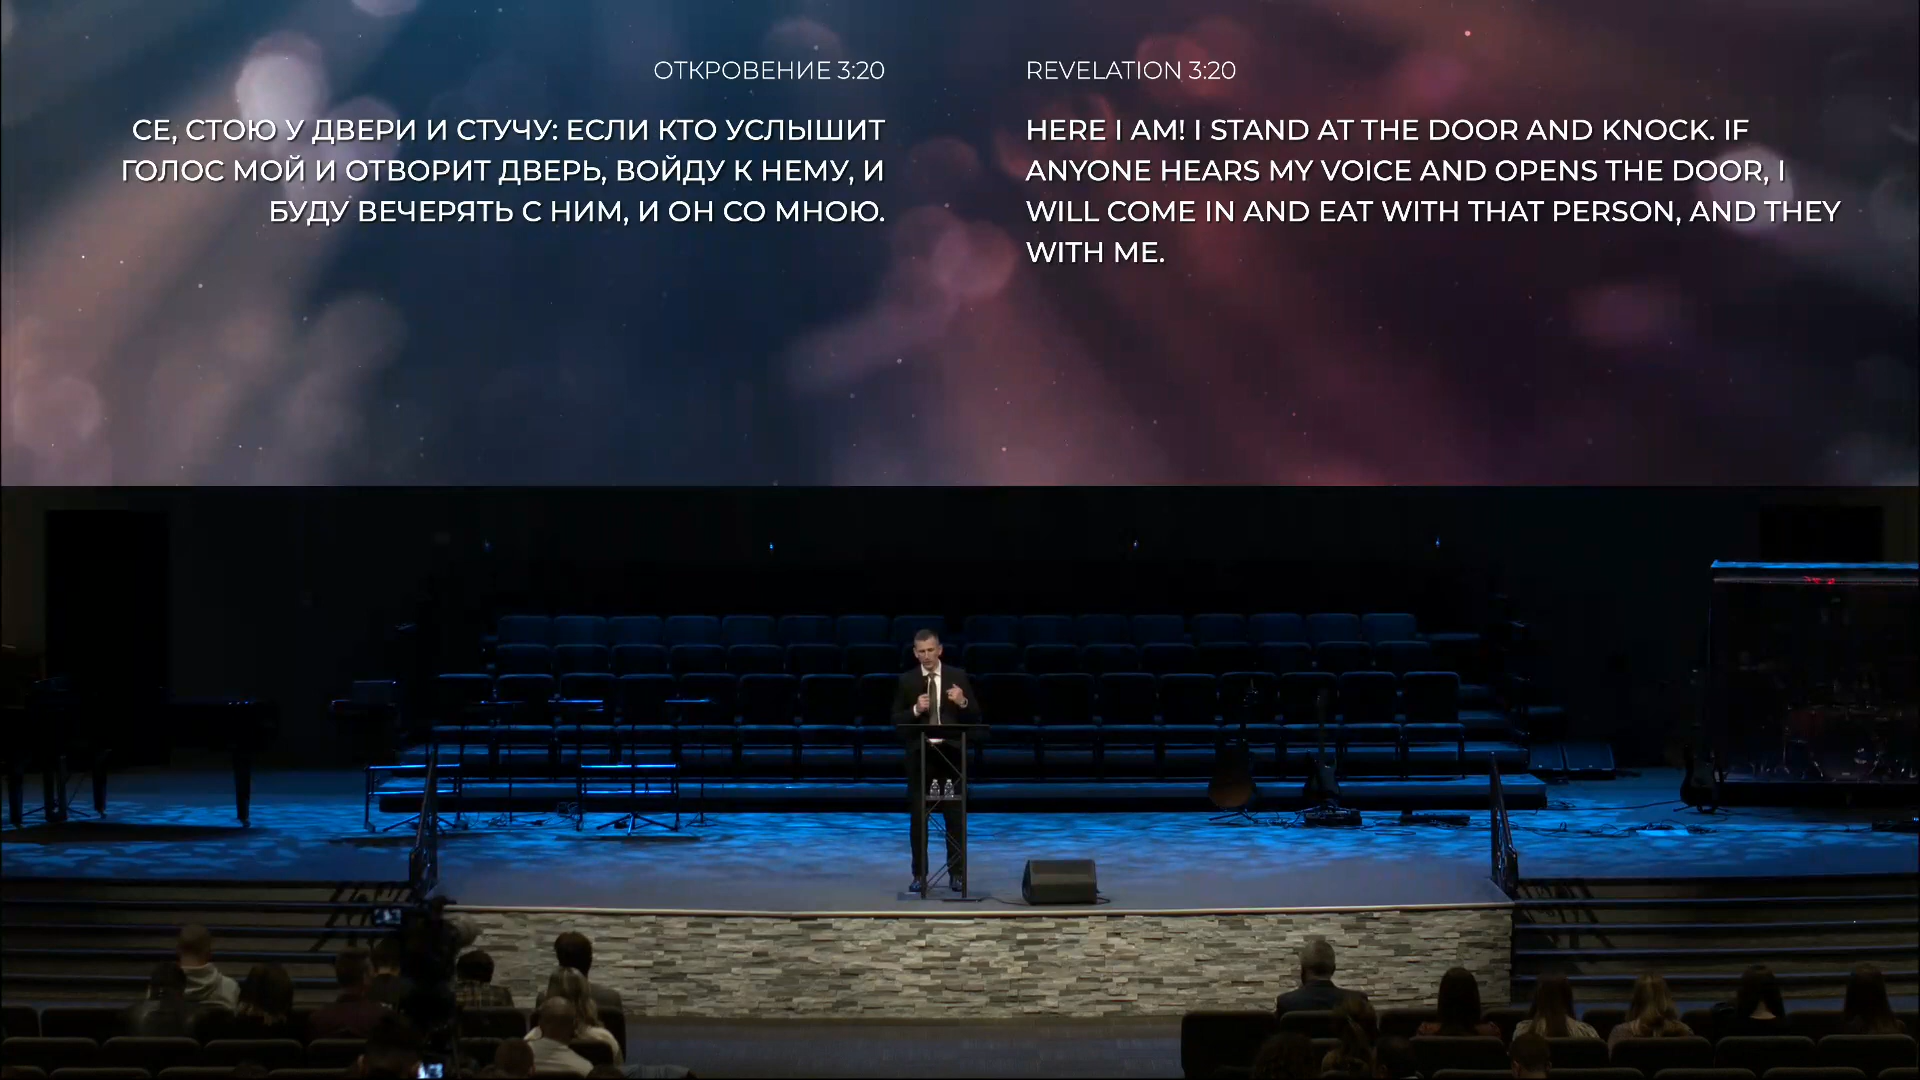 ОТКРОВЕНИЕ 3:20
СЕ, СТОЮ У ДВЕРИ И СТУЧУ: ЕСЛИ КТО УСЛЫШИТ
ГОЛОС МОЙ И ОТВОРИТ ДВЕРЬ, ВОЙДУ К НЕМУ, И
БУДУ ВЕЧЕРЯТЬ С НИМ, И ОН СО МНОЮ.
REVELATION 3:20
HERE I AM! I STAND AT THE DOOR AND KNOCK. IF
ANYONE HEARS MY VOICE AND OPENS THE DOOR, I
WILL COME IN AND EAT WITH THAT PERSON, AND THEY
WITH ME.